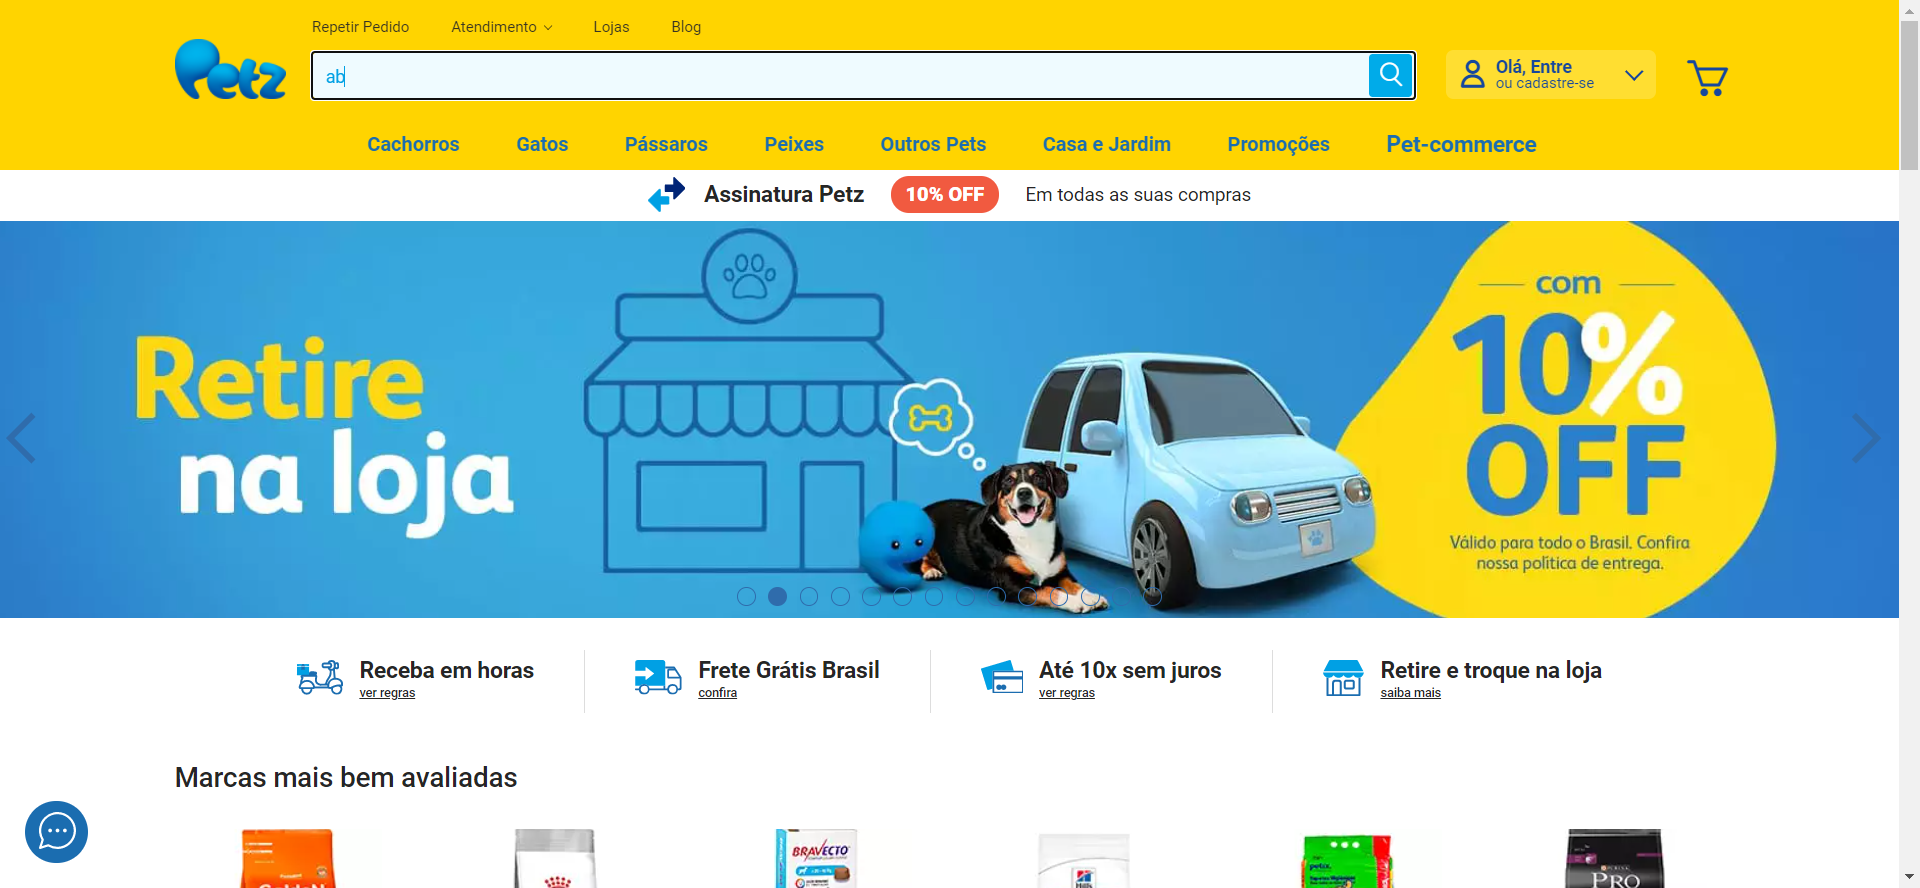 Repetir Pedido
Atendimento
Lojas
Blog
Petz
ab
Olá, Entre
ou cadastre-se
Cachorros
Gatos
Pássaros
Peixes
Outros Pets
Casa e Jardim
Promoções
Pet-commerce
Assinatura Petz
10% OFF
Em todas as suas compras
Retire
na loja
com
10%
OFF
Válido para todo o Brasil. Confira
nossa política de entrega.
Receba em horas
ver regras
Frete Grátis Brasil
confira
Até 10x sem juros
ver regras
Retire e troque na loja
saiba mais
Marcas mais bem avaliadas
BRAVECTO
Hill's
petix.
PRO